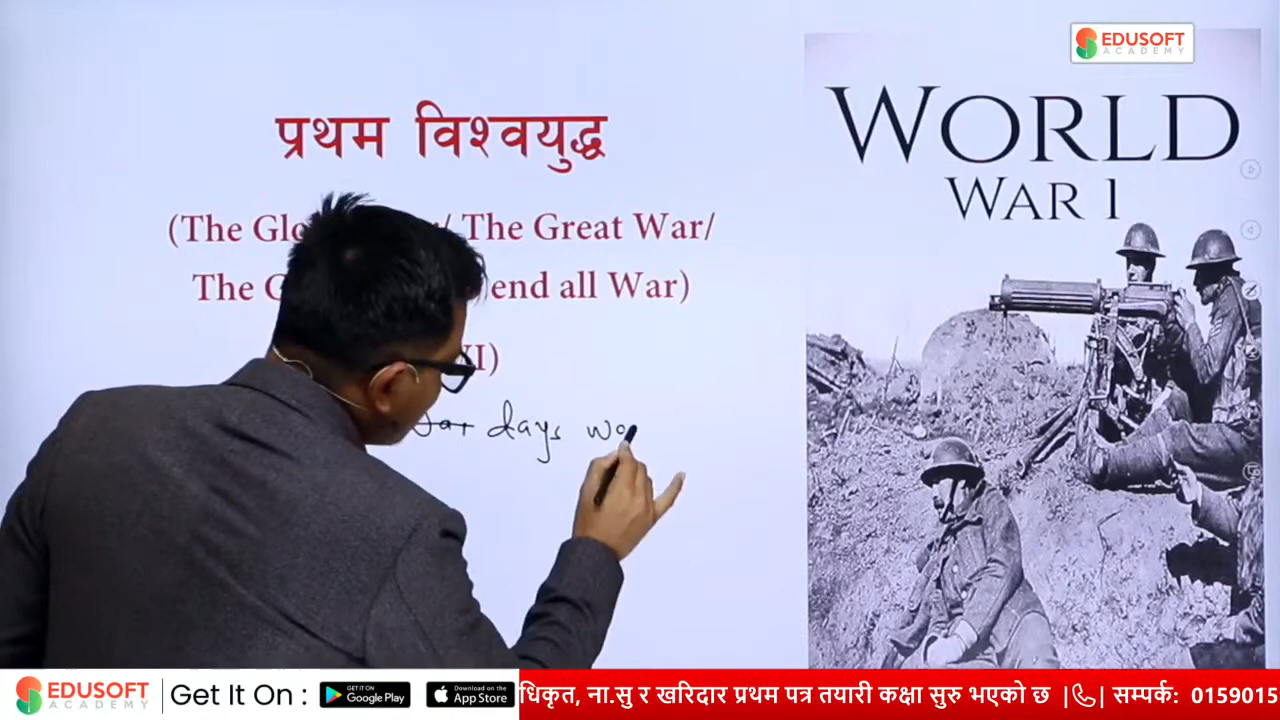 EDUSOFT
ACADEMY
WORLD
WAR 1
प्रथम विश्वयुद्ध
(The Glo / The Great War/
The G end all War)
I)
days wo
EDUSOFT
ACADEMY
Get It On :
GET IT ON
Google Play
Download on the
App Store
धिकृत, ना.सु र खरिदार प्रथम पत्र तयारी कक्षा सुरु भएको छ | | सम्पर्क: 0159015